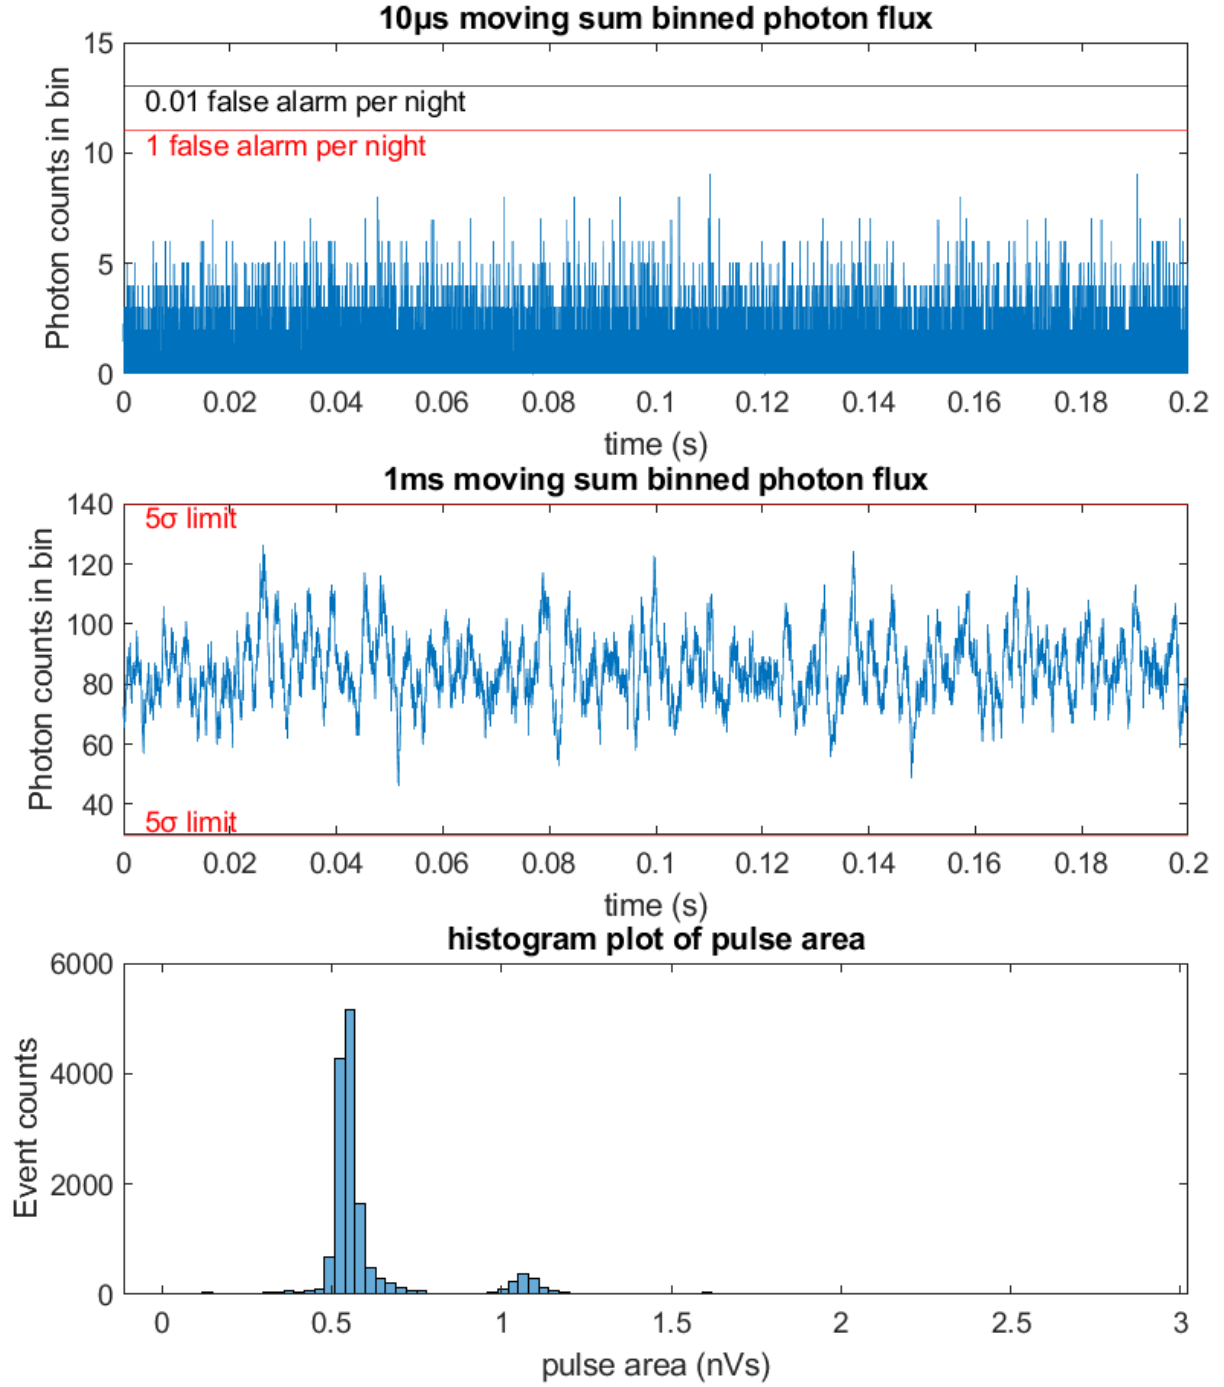 10µs moving sum binned photon flux
15
10
5
0
Photon counts in bin
0.01 false alarm per night
1 false alarm per night
0 0.02 0.04 0.06 0.08 0.1 0.12 0.14 0.16 0.18 0.2
time (s)
1ms moving sum binned photon flux
140
120
100
80
60
40
Photon counts in bin
5σ limit
5σ limit
0 0.02 0.04 0.06 0.08 0.1 0.12 0.14 0.16 0.18 0.2
time (s)
histogram plot of pulse area
6000
4000
2000
0
Event counts
0 0.5 1 1.5 2 2.5 3
pulse area (nVs)